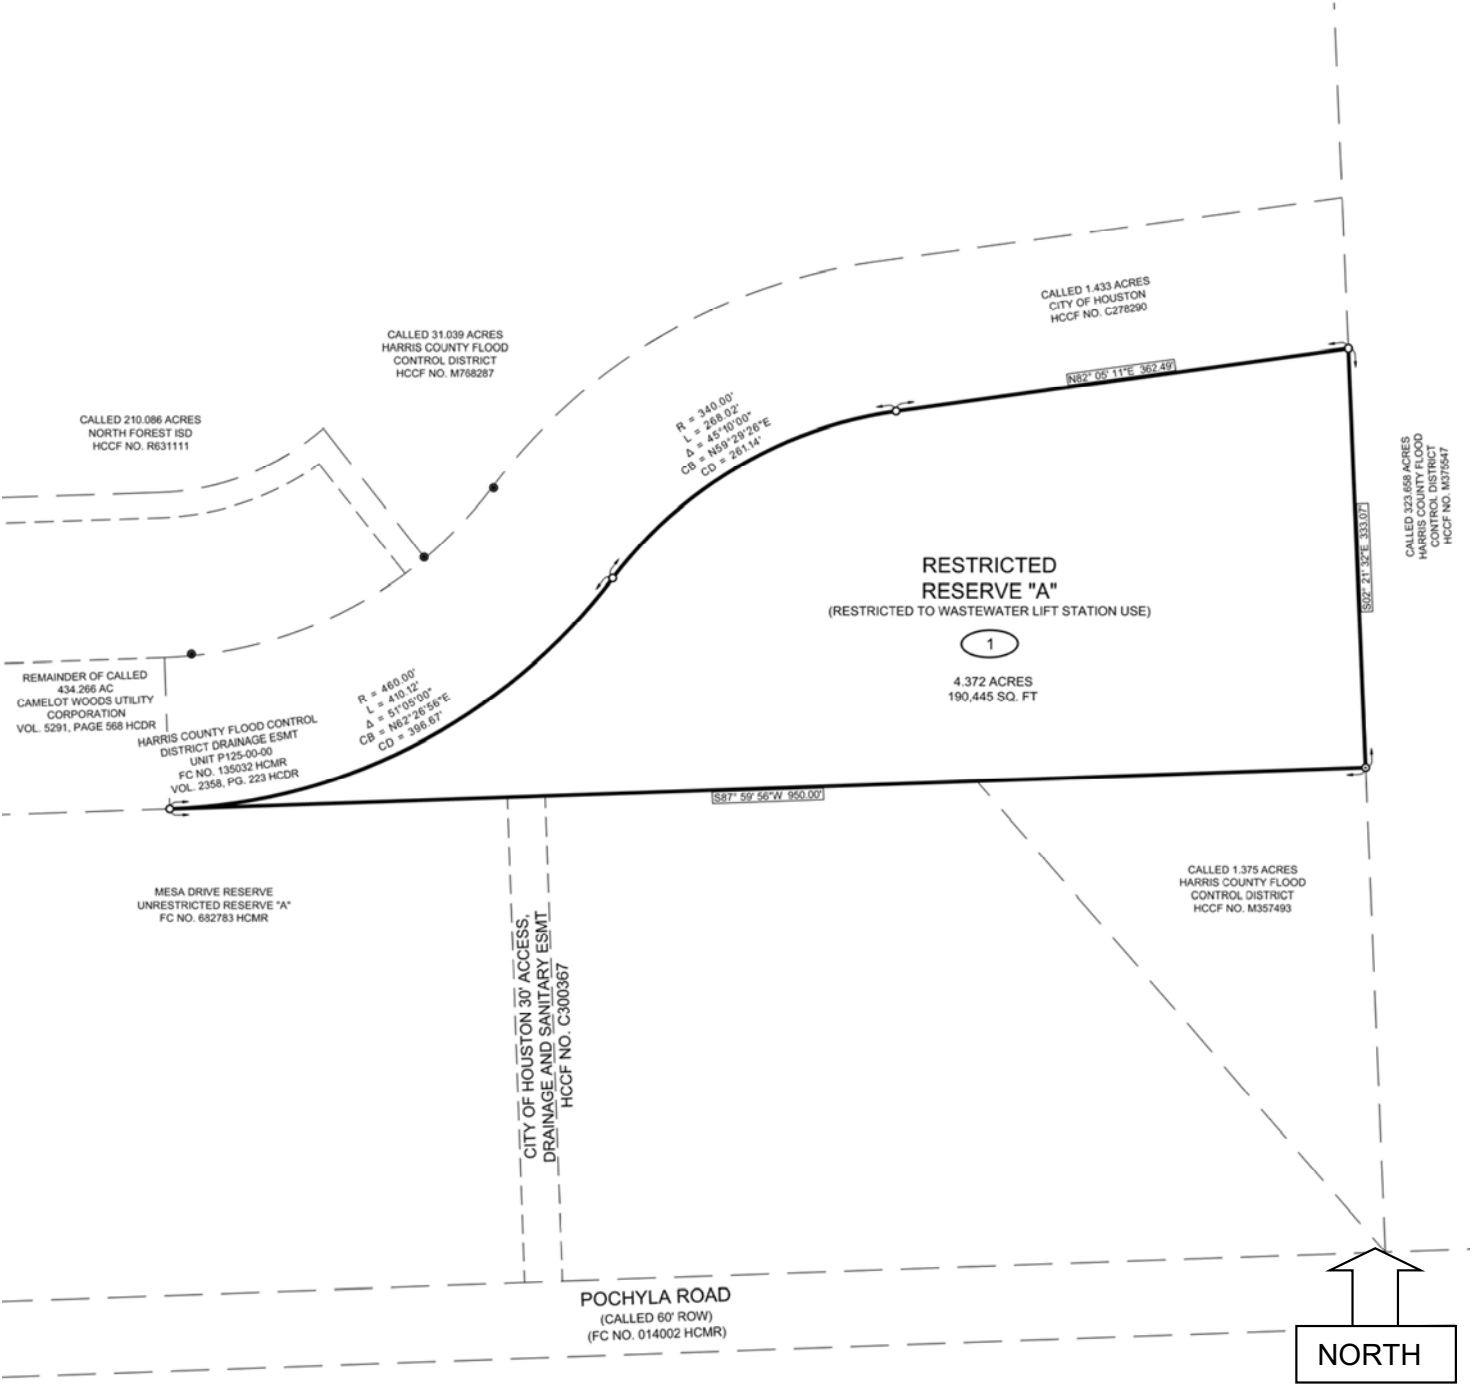 CALLED 1.433 ACRES
CITY OF HOUSTON
HCCF NO. C278290
CALLED 31.039 ACRES
HARRIS COUNTY FLOOD
CONTROL DISTRICT
HCCF NO. M768287
N82° 05' 11"E 362.49'
R = 340.00'
L = 268.02'
Δ = 45°10'00"
CB = N59°29'26"E
CD = 261.14'
CALLED 210.086 ACRES
NORTH FOREST ISD
HCCF NO. R631111
CALLED 323.658 ACRES
HARRIS COUNTY FLOOD
CONTROL DISTRICT
HCCF NO. M375547
S02° 21' 32"E 333.07'
RESTRICTED
RESERVE "A"
(RESTRICTED TO WASTEWATER LIFT STATION USE)
1
4.372 ACRES
190,445 SQ. FT
R = 460.00'
L = 410.12'
Δ = 51°05'00"
CB = N62°26'56"E
CD = 396.67'
REMAINDER OF CALLED
434.266 AC
CAMELOT WOODS UTILITY
CORPORATION
VOL. 5291, PAGE 568 HCDR
HARRIS COUNTY FLOOD CONTROL
DISTRICT DRAINAGE ESMT
UNIT P125-00-00
FC NO. 135032 HCMR
VOL. 2358, PG. 223 HCDR
S87° 59' 56"W 950.00'
MESA DRIVE RESERVE
UNRESTRICTED RESERVE "A"
FC NO. 682783 HCMR
CALLED 1.375 ACRES
HARRIS COUNTY FLOOD
CONTROL DISTRICT
HCCF NO. M357493
CITY OF HOUSTON 30' ACCESS,
DRAINAGE AND SANITARY ESMT
HCCF NO. C300367
POCHYLA ROAD
(CALLED 60' ROW)
(FC NO. 014002 HCMR)
NORTH